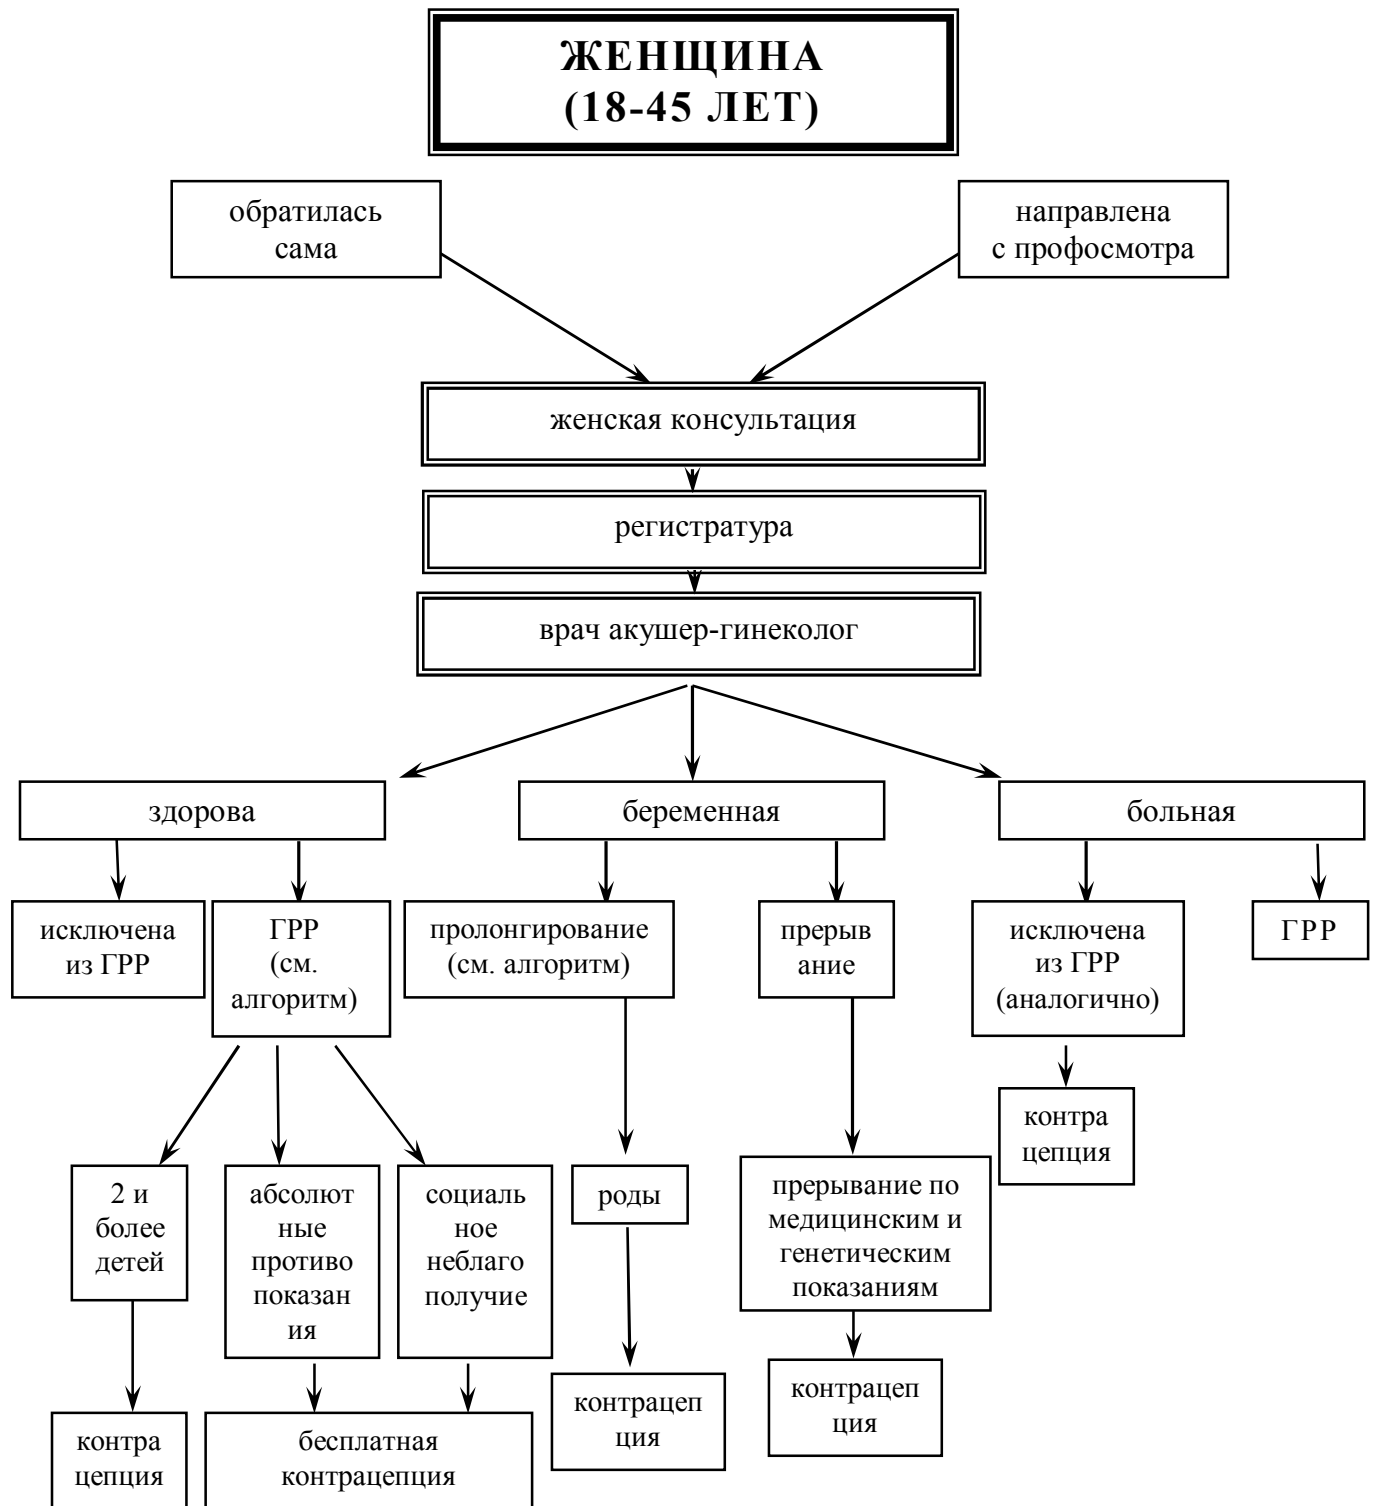 ЖЕНЩИНА
(18-45 ЛЕТ)
обратилась
сама
направлена
с профосмотра
женская консультация
регистратура
врач акушер-гинеколог
здорова
беременная
больная
исключена
из ГРР
ГРР
(см.
алгоритм)
пролонгирование
(см. алгоритм)
прерыв
ание
исключена
из ГРР
(аналогично)
ГРР
контра
цепция
2 и
более
детей
абсолют
ные
противо
показан
ия
социаль
ное
неблаго
получие
роды
прерывание по
медицинским и
генетическим
показаниям
контра
цепция
бесплатная
контрацепция
контрацеп
ция
контрацеп
ция